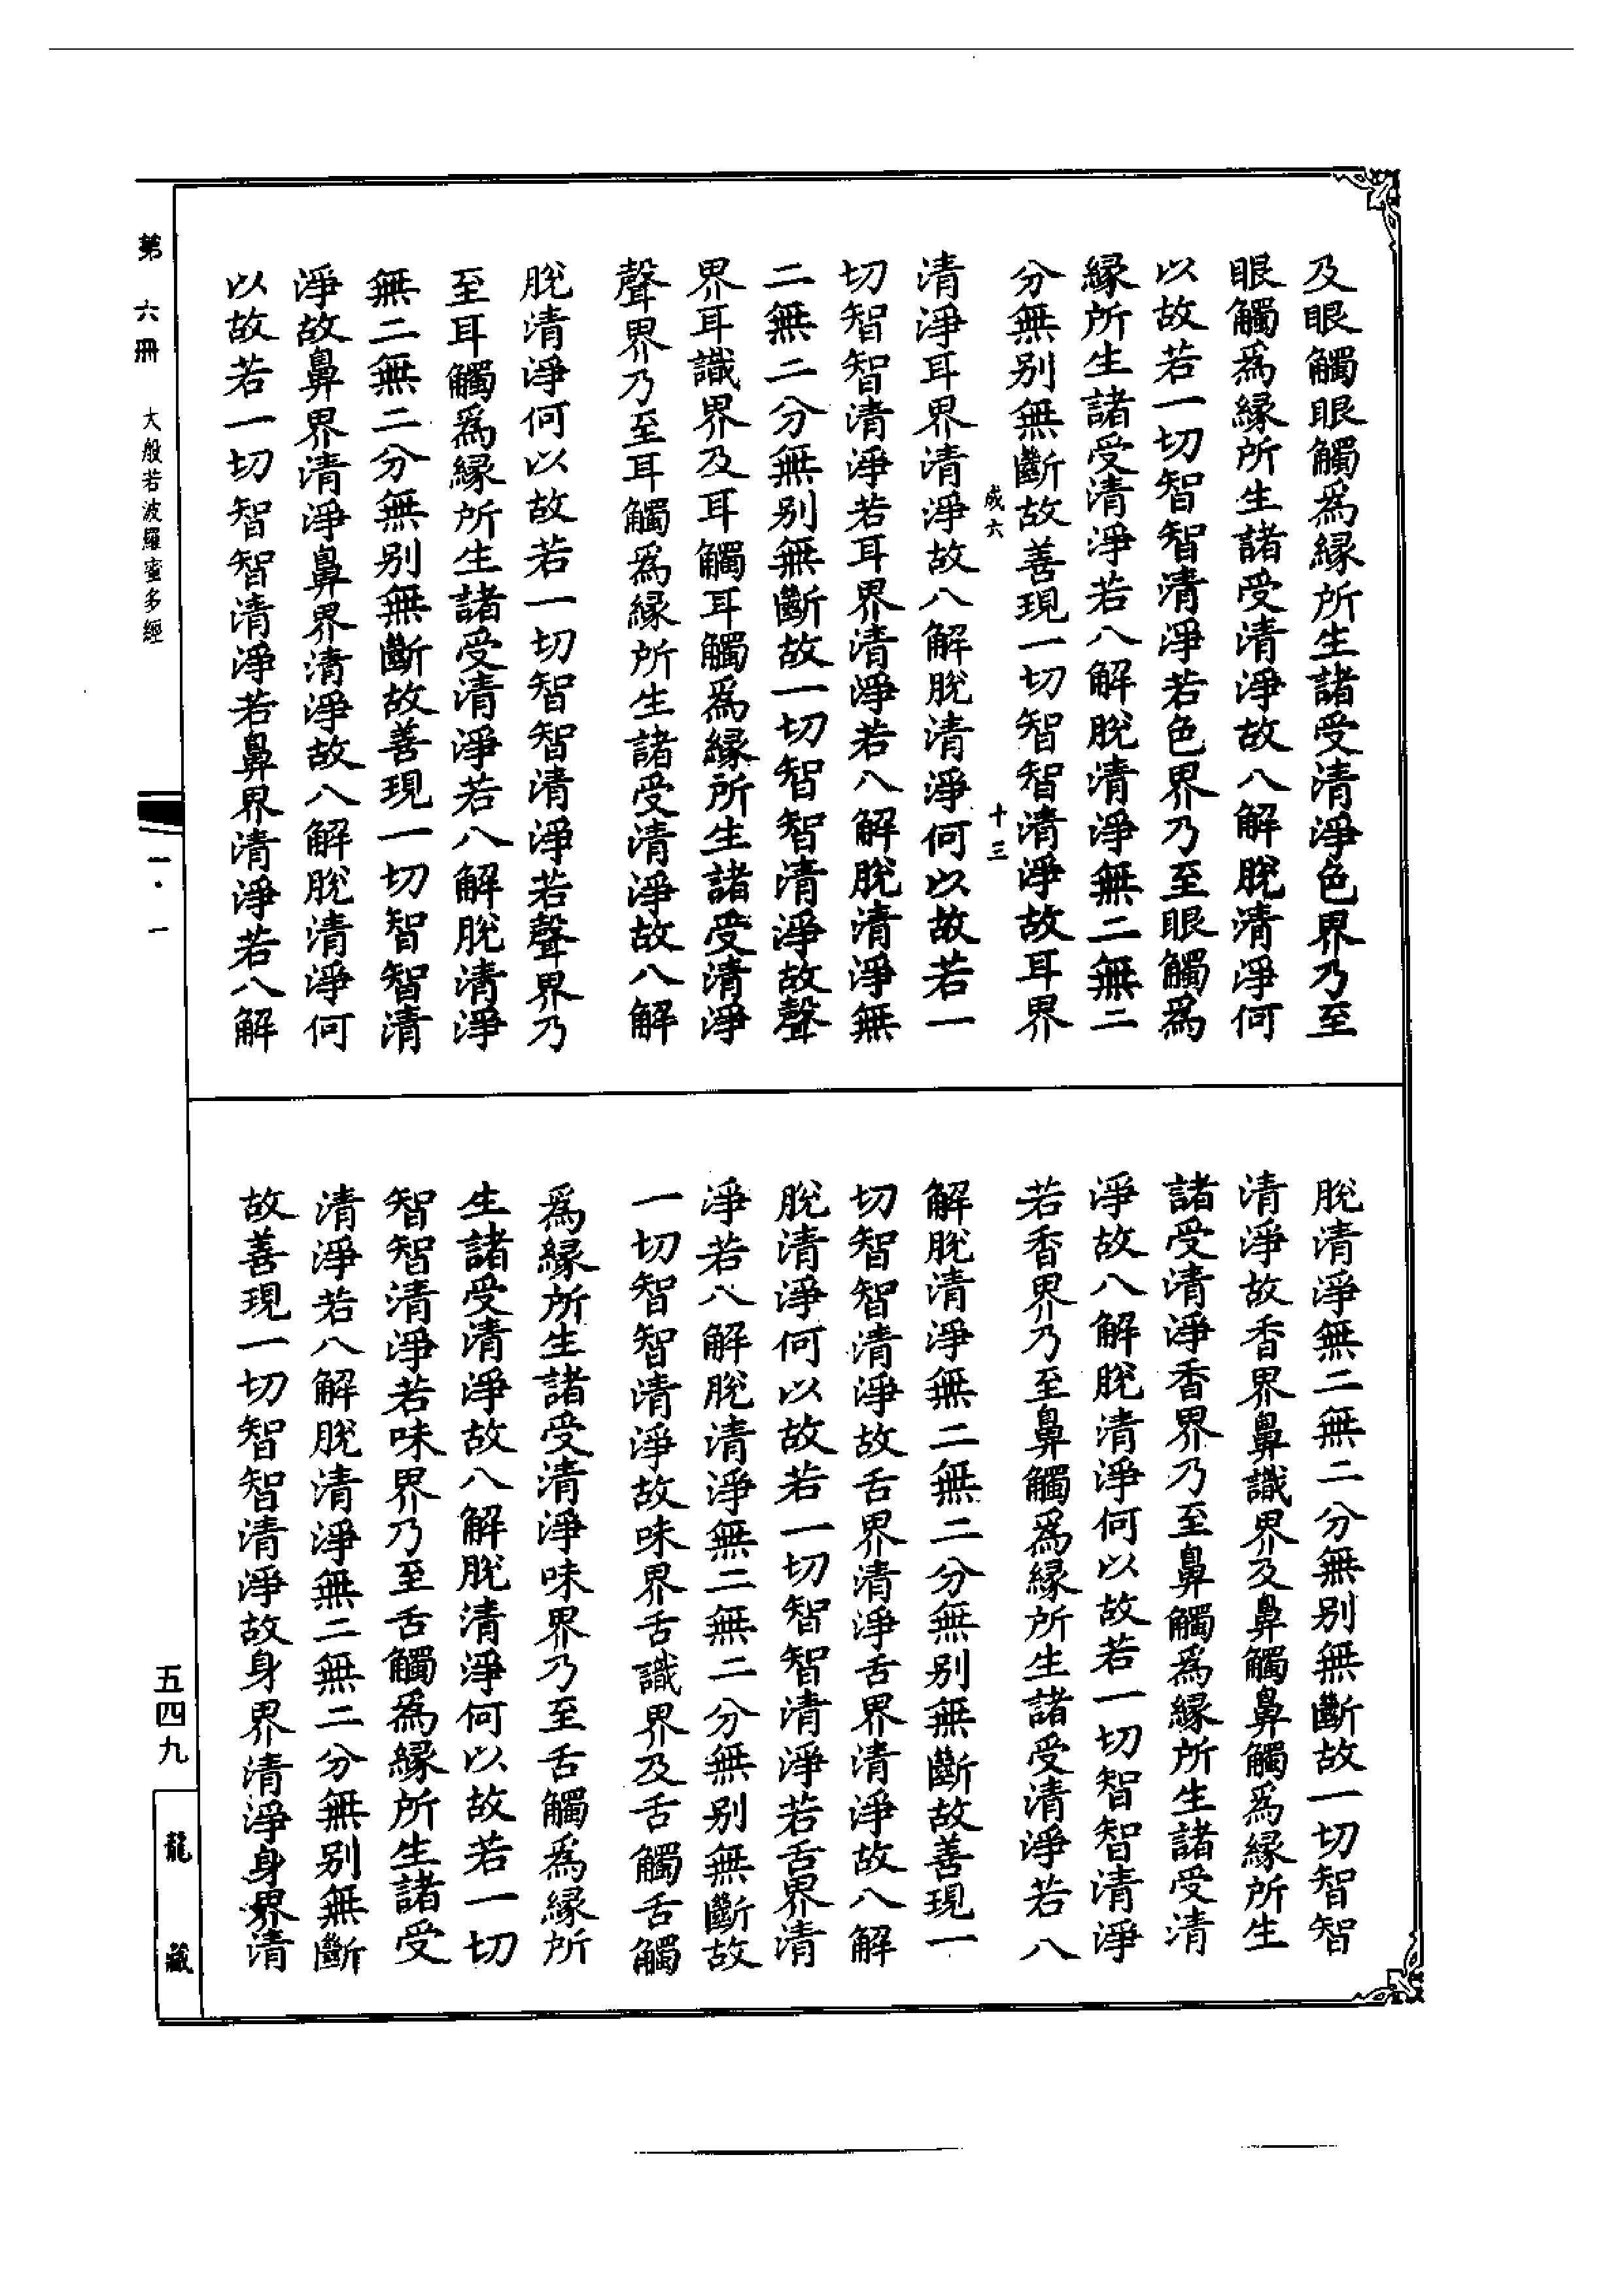 及眼觸眼觸爲緣所生諸受清淨色界乃至
眼觸爲緣所生諸受清淨故八解脫清淨何
以故若一切智智清淨若色界乃至眼觸爲
緣所生諸受清淨若八解脫清淨無二無二
分無別無斷故善現一切智智清淨故耳界
成六 十三
清淨耳界清淨故八解脫清淨何以故若一
切智智清淨若耳界清淨若八解脫清淨無
二無二分無別無斷故一切智智清淨故聲
界耳識界及耳觸耳觸爲緣所生諸受清淨
聲界乃至耳觸爲緣所生諸受清淨故八解
脫清淨何以故若一切智智清淨若聲界乃
至耳觸爲緣所生諸受清淨若八解脫清淨
無二無二分無別無斷故善現一切智智清
淨故鼻界清淨鼻界清淨故八解脫清淨何
以故若一切智智清淨若鼻界清淨若八解
脫清淨無二無二分無別無斷故一切智智
清淨故香界鼻識界及鼻觸鼻觸爲緣所生
諸受清淨香界乃至鼻觸爲緣所生諸受清
淨故八解脫清淨何以故若一切智智清淨
若香界乃至鼻觸爲緣所生諸受清淨若八
解脫清淨無二無二分無別無斷故善現一
切智智清淨故舌界清淨舌界清淨故八解
脫清淨何以故若一切智智清淨若舌界清
淨若八解脫清淨無二無二分無別無斷故
一切智智清淨故味界舌識界及舌觸舌觸
爲緣所生諸受清淨味界乃至舌觸爲緣所
生諸受清淨故八解脫清淨何以故若一切
智智清淨若味界乃至舌觸爲緣所生諸受
清淨若八解脫清淨無二無二分無別無斷
故善現一切智智清淨故身界清淨身界清
第六冊 大般若波羅蜜多經 一·一
五四九
龍藏